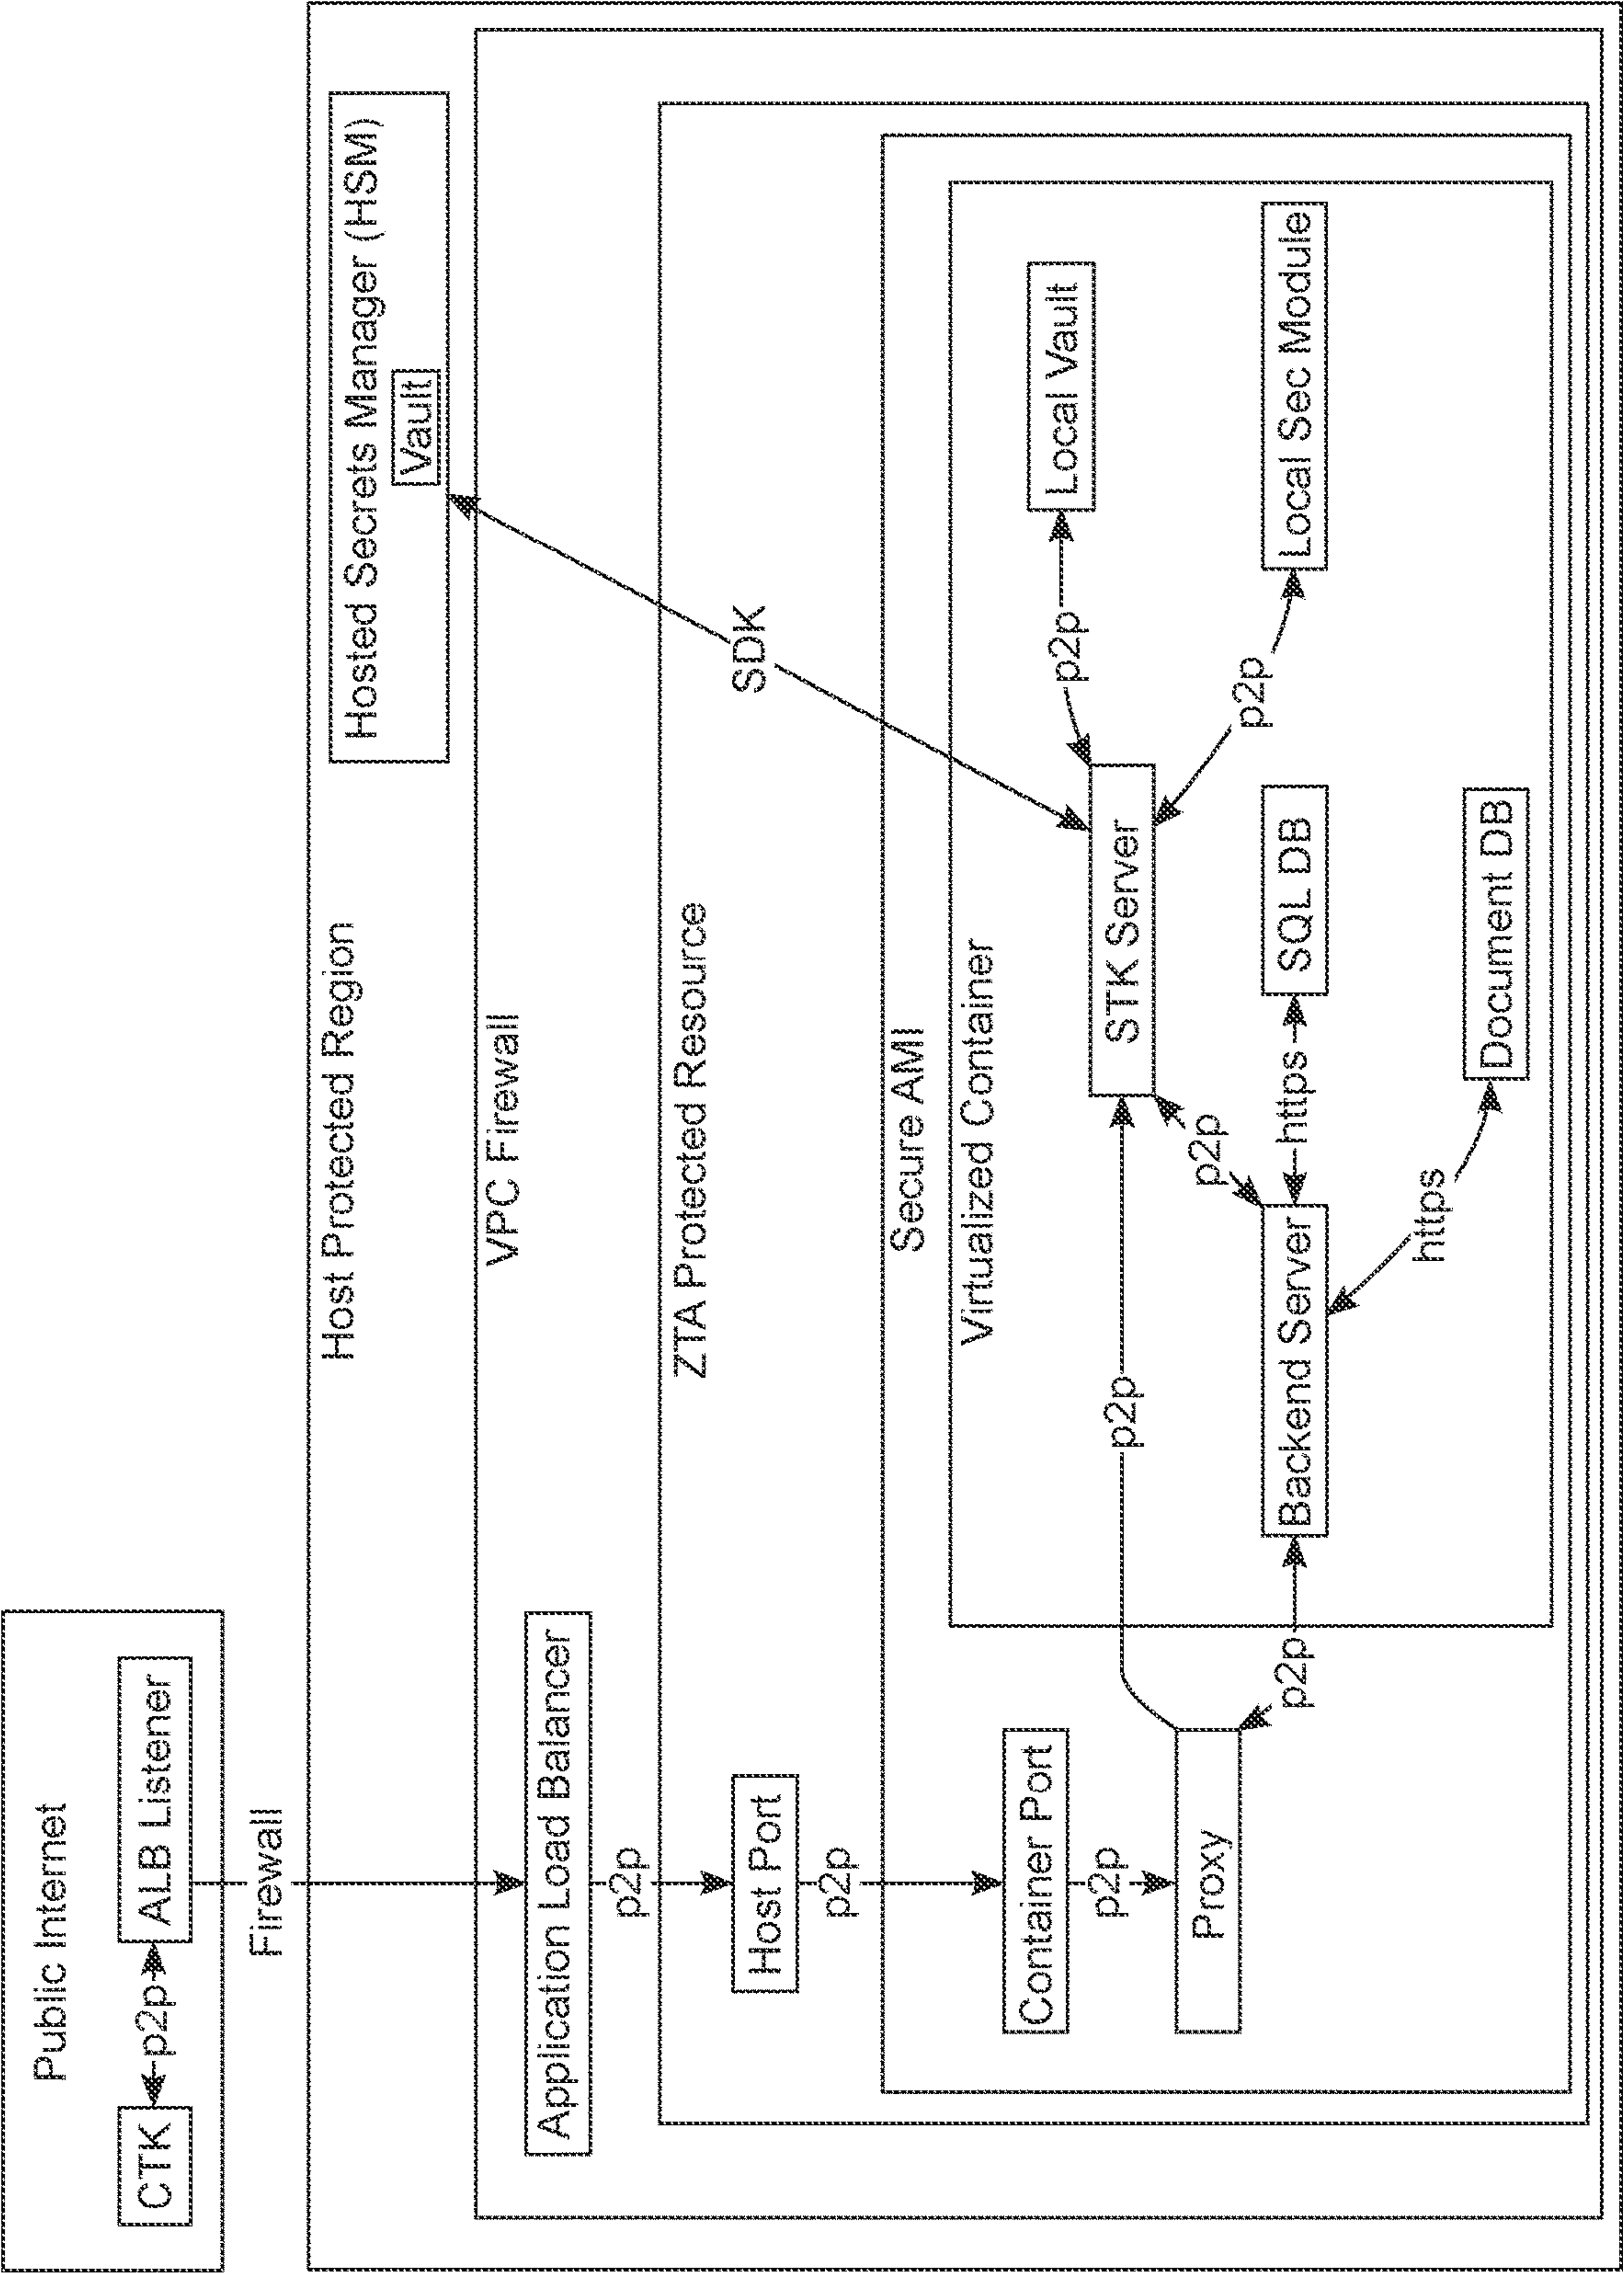 Public Internet
CTK
p2p
ALB Listener
Firewall
Host Protected Region
Hosted Secrets Manager (HSM)
Vault
VPC Firewall
Application Load Balancer
p2p
SDK
ZTA Protected Resource
Host Port
p2p
Secure AMI
Container Port
p2p
Proxy
Virtualized Container
p2p
STK Server
p2p
Local Vault
p2p
Local Sec Module
p2p
p2p
Backend Server
https
SQL DB
https
Document DB